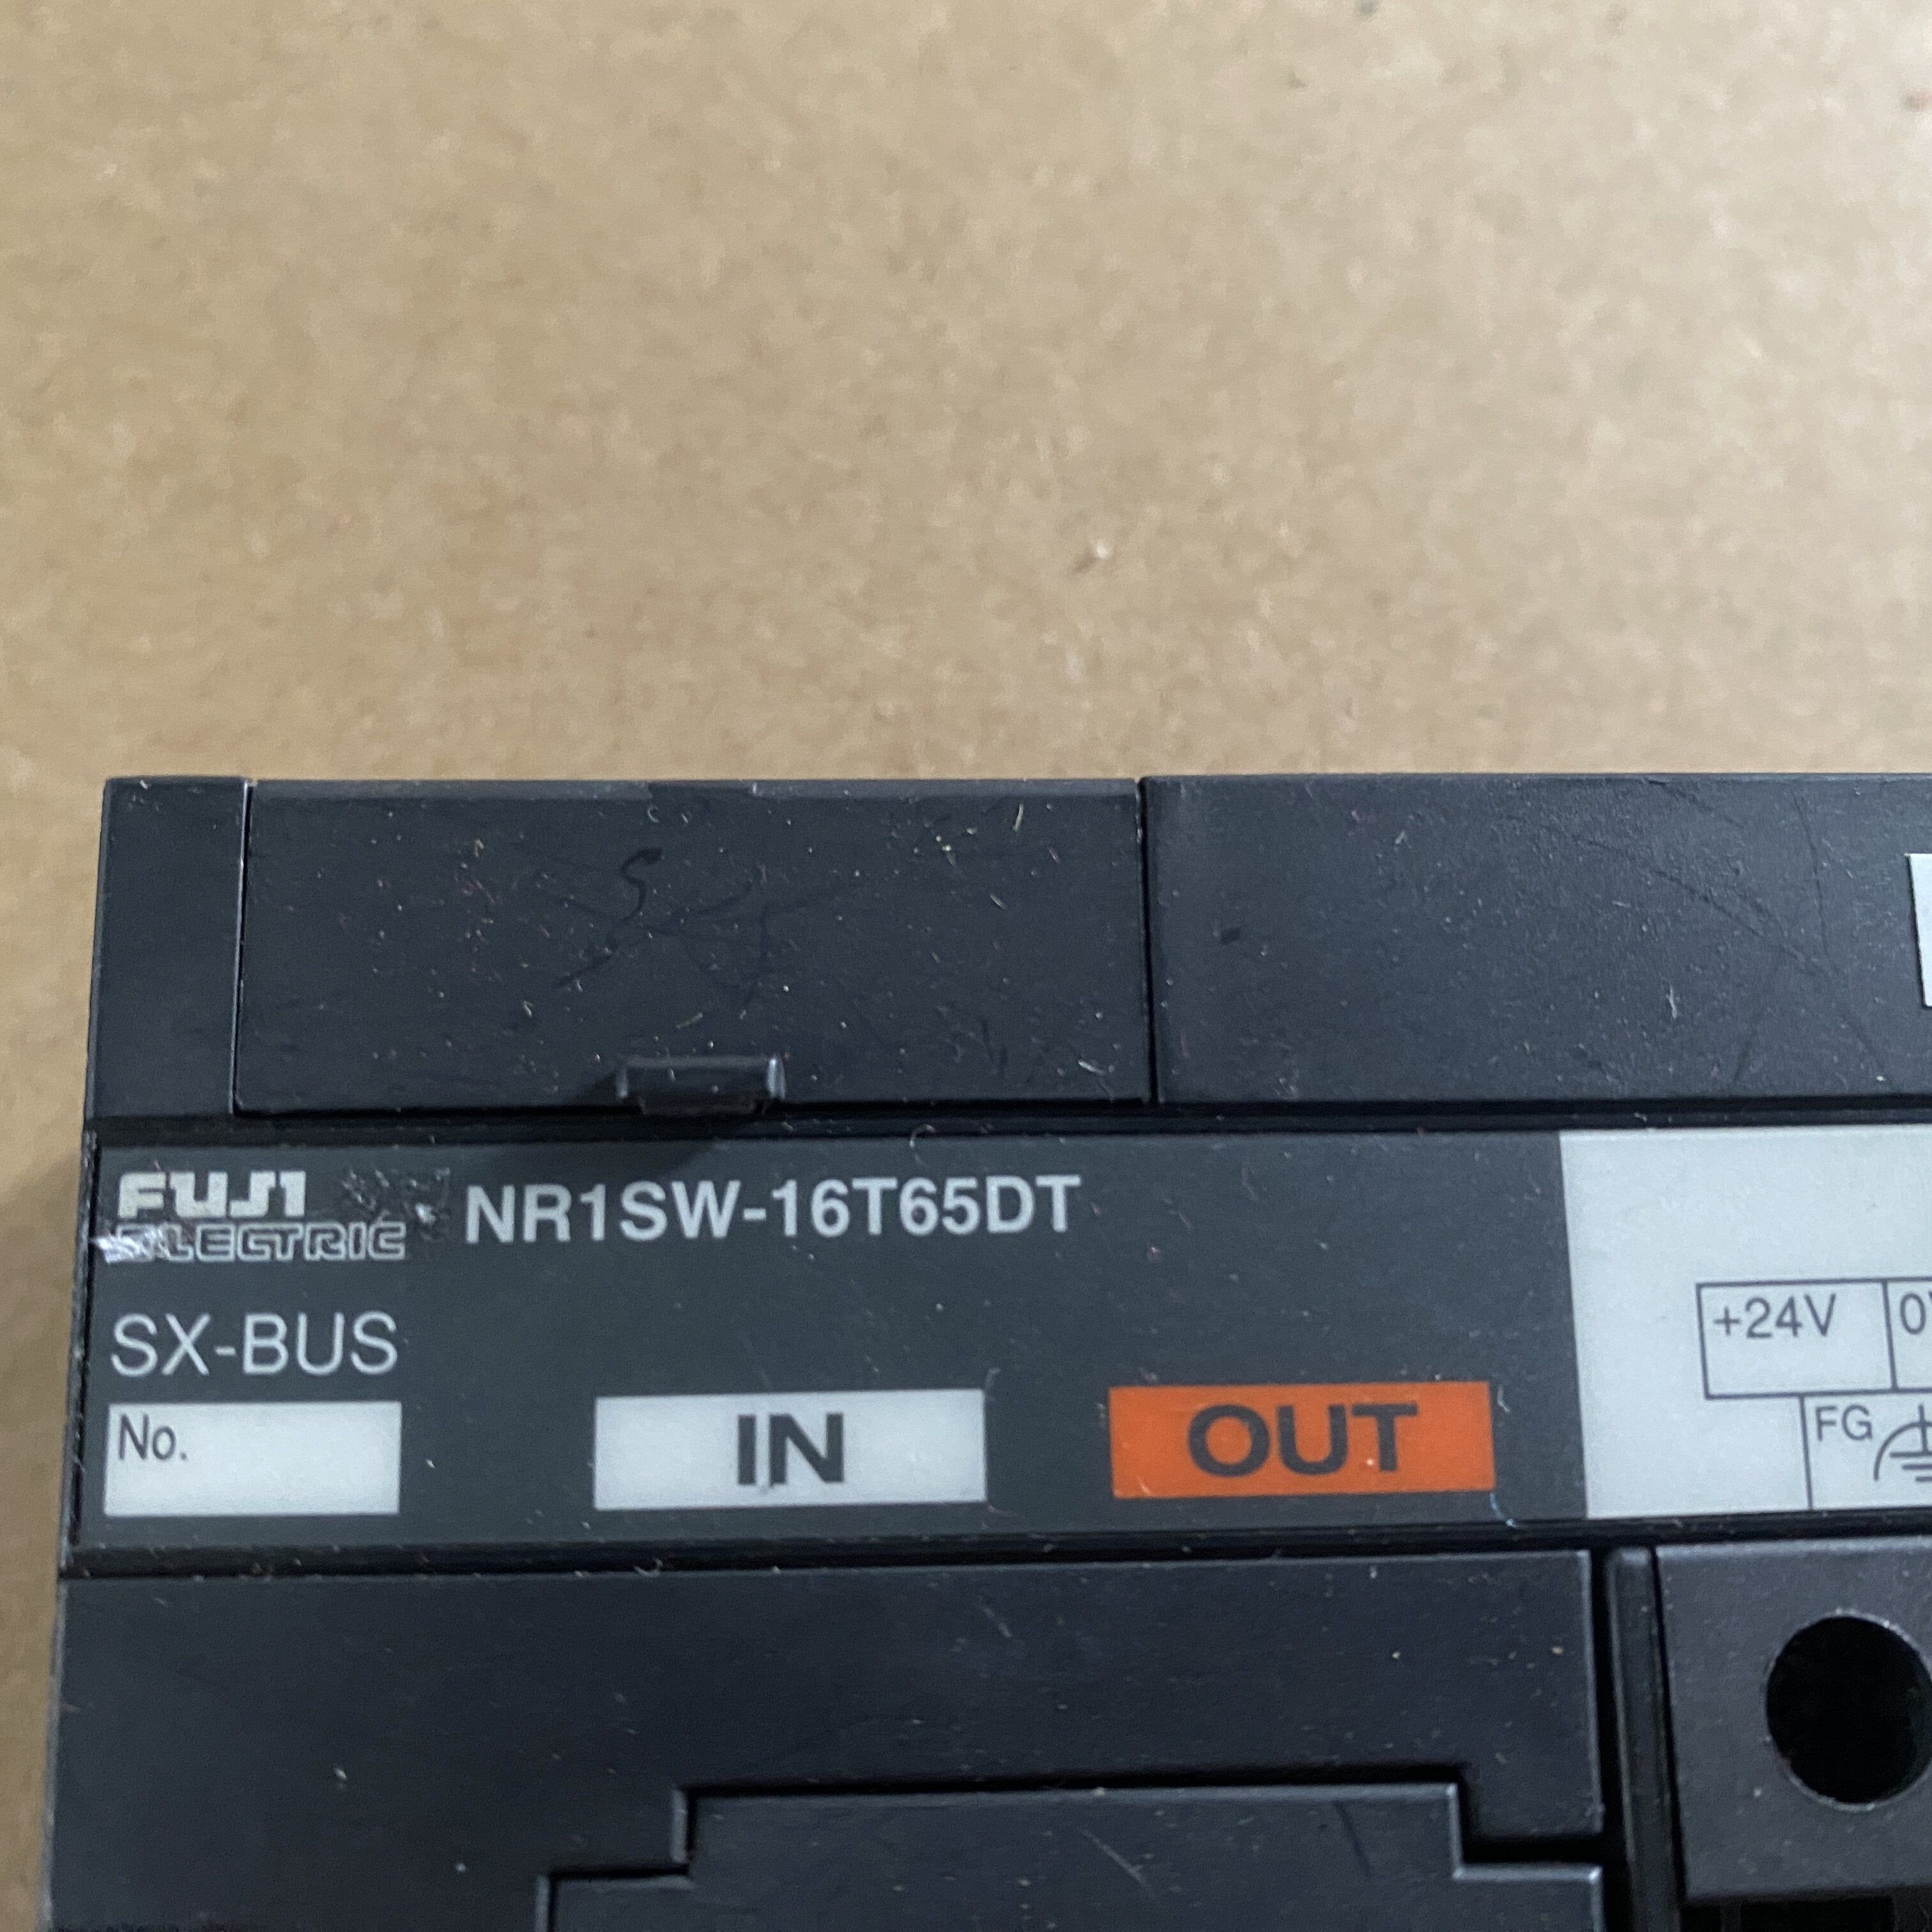 FUJI
ELECTRIC
NR1SW-16T65DT
SX-BUS
No.
IN
OUT
+24V
FG